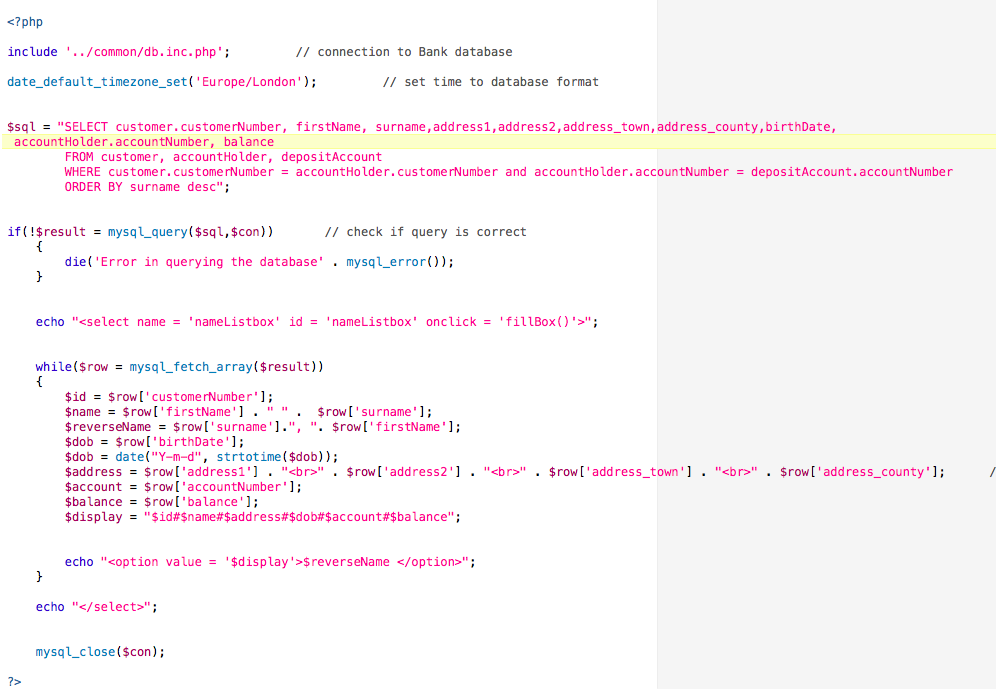 <?php
include '../common/db.inc.php';         // connection to Bank database
date_default_timezone_set('Europe/London');         // set time to database format
$sql = "SELECT customer.customerNumber, firstName, surname,address1,address2,address_town,address_county,birthDate,
 accountHolder.accountNumber, balance
        FROM customer, accountHolder, depositAccount
        WHERE customer.customerNumber = accountHolder.customerNumber and accountHolder.accountNumber = depositAccount.accountNumber
        ORDER BY surname desc";
if(!$result = mysql_query($sql,$con))       // check if query is correct
    {
        die('Error in querying the database' . mysql_error());
    }
    echo "<select name = 'nameListbox' id = 'nameListbox' onclick = 'fillBox()'>";
    while($row = mysql_fetch_array($result))
    {
        $id = $row['customerNumber'];
        $name = $row['firstName'] . " " .  $row['surname'];
        $reverseName = $row['surname'].", ". $row['firstName'];
        $dob = $row['birthDate'];
        $dob = date("Y-m-d", strtotime($dob));
        $address = $row['address1'] . "<br>" . $row['address2'] . "<br>" . $row['address_town'] . "<br>" . $row['address_county'];      /
        $account = $row['accountNumber'];
        $balance = $row['balance'];
        $display = "$id#$name#$address#$dob#$account#$balance";
        echo "<option value = '$display'>$reverseName </option>";
    }
    echo "</select>";
    mysql_close($con);
?>